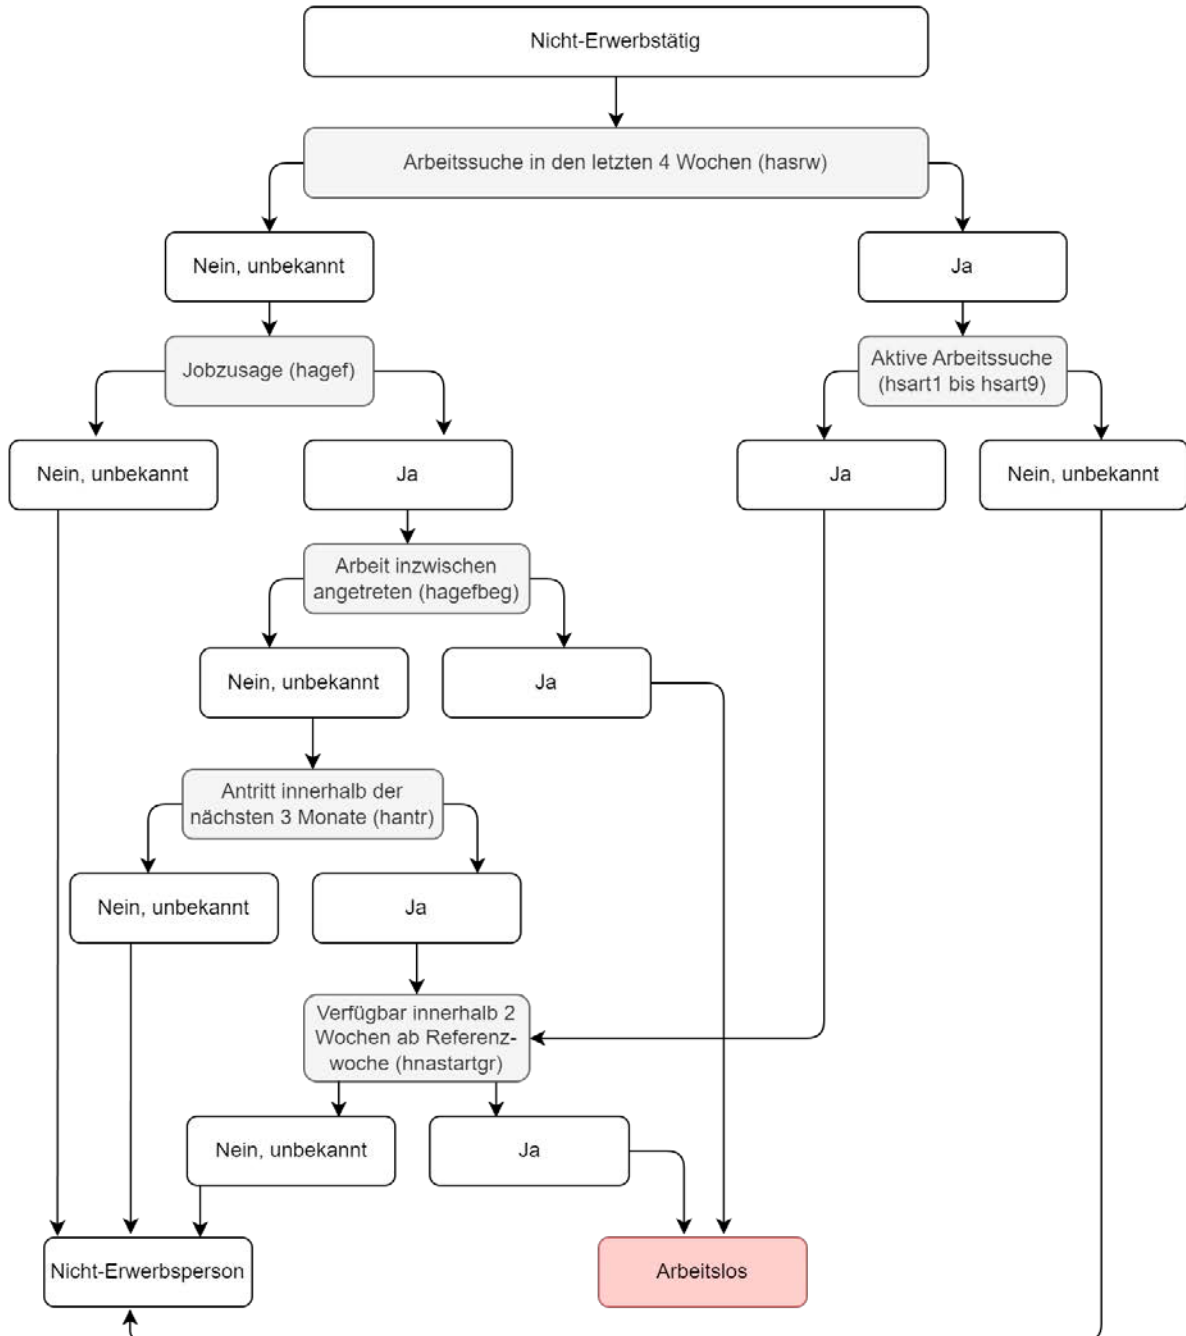 Nicht-Erwerbstätig
Arbeitssuche in den letzten 4 Wochen (hasrw)
Nein, unbekannt
Ja
Jobzusage (hagef)
Aktive Arbeitssuche
(hsart1 bis hsart9)
Nein, unbekannt
Ja
Ja
Nein, unbekannt
Arbeit inzwischen
angetreten (hagefbeg)
Nein, unbekannt
Ja
Antritt innerhalb der
nächsten 3 Monate (hantr)
Nein, unbekannt
Ja
Verfügbar innerhalb 2
Wochen ab Referenz-
woche (hnastartgr)
Nein, unbekannt
Ja
Nicht-Erwerbsperson
Arbeitslos